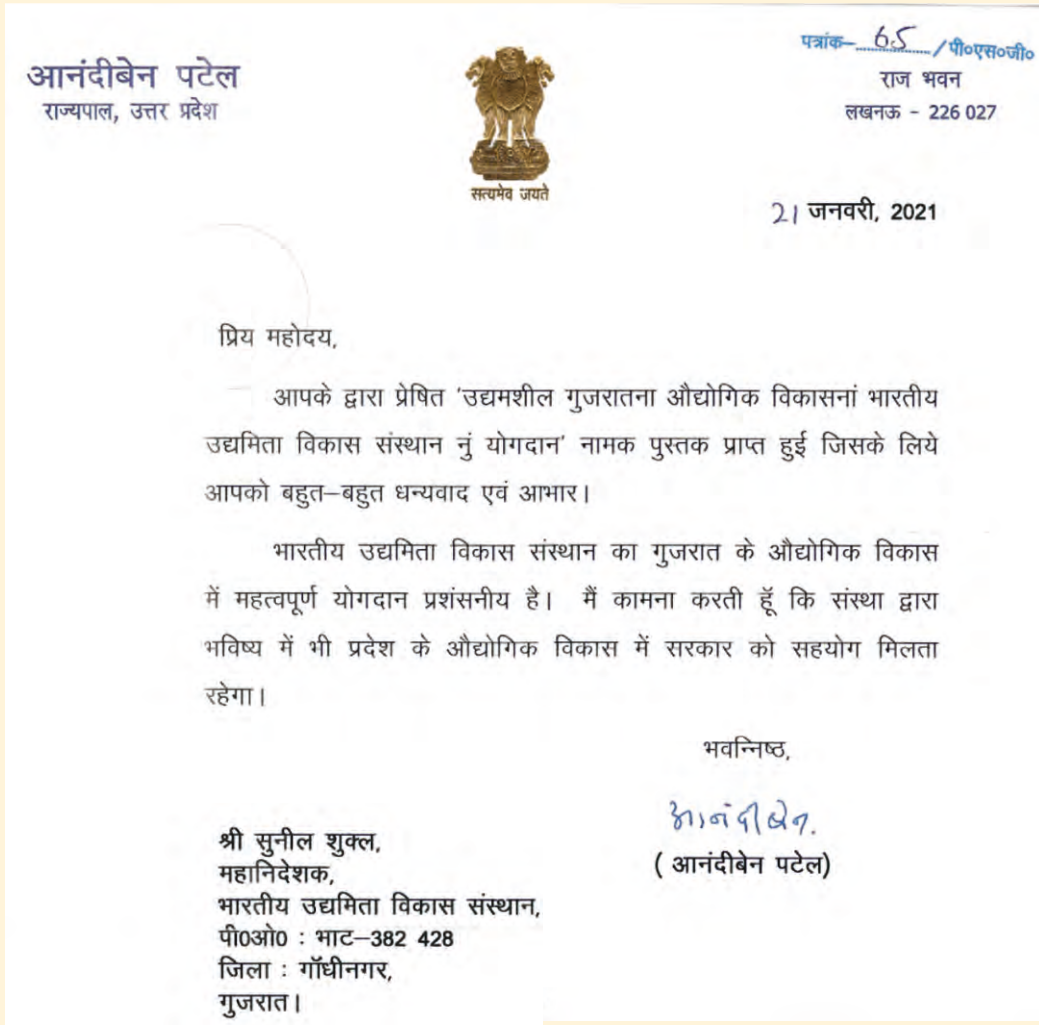 पत्रांक- 65 /पी०एस०जी०
आनंदीबेन पटेल
राज्यपाल, उत्तर प्रदेश
सत्यमेव जयते
राज भवन
लखनऊ - 226 027
21 जनवरी, 2021
प्रिय महोदय,
आपके द्वारा प्रेषित 'उद्यमशील गुजरातना औद्योगिक विकासनां भारतीय
उद्यमिता विकास संस्थान नुं योगदान' नामक पुस्तक प्राप्त हुई जिसके लिये
आपको बहुत–बहुत धन्यवाद एवं आभार।
भारतीय उद्यमिता विकास संस्थान का गुजरात के औद्योगिक विकास
में महत्वपूर्ण योगदान प्रशंसनीय है। मैं कामना करती हूॅ कि संस्था द्वारा
भविष्य में भी प्रदेश के औद्योगिक विकास में सरकार को सहयोग मिलता
रहेगा।
भवन्निष्ठ,
आनंदीबेन.
( आनंदीबेन पटेल)
श्री सुनील शुक्ल,
महानिदेशक,
भारतीय उद्यमिता विकास संस्थान,
पी0ओ0 : भाट–382 428
जिला : गॉधीनगर,
गुजरात।